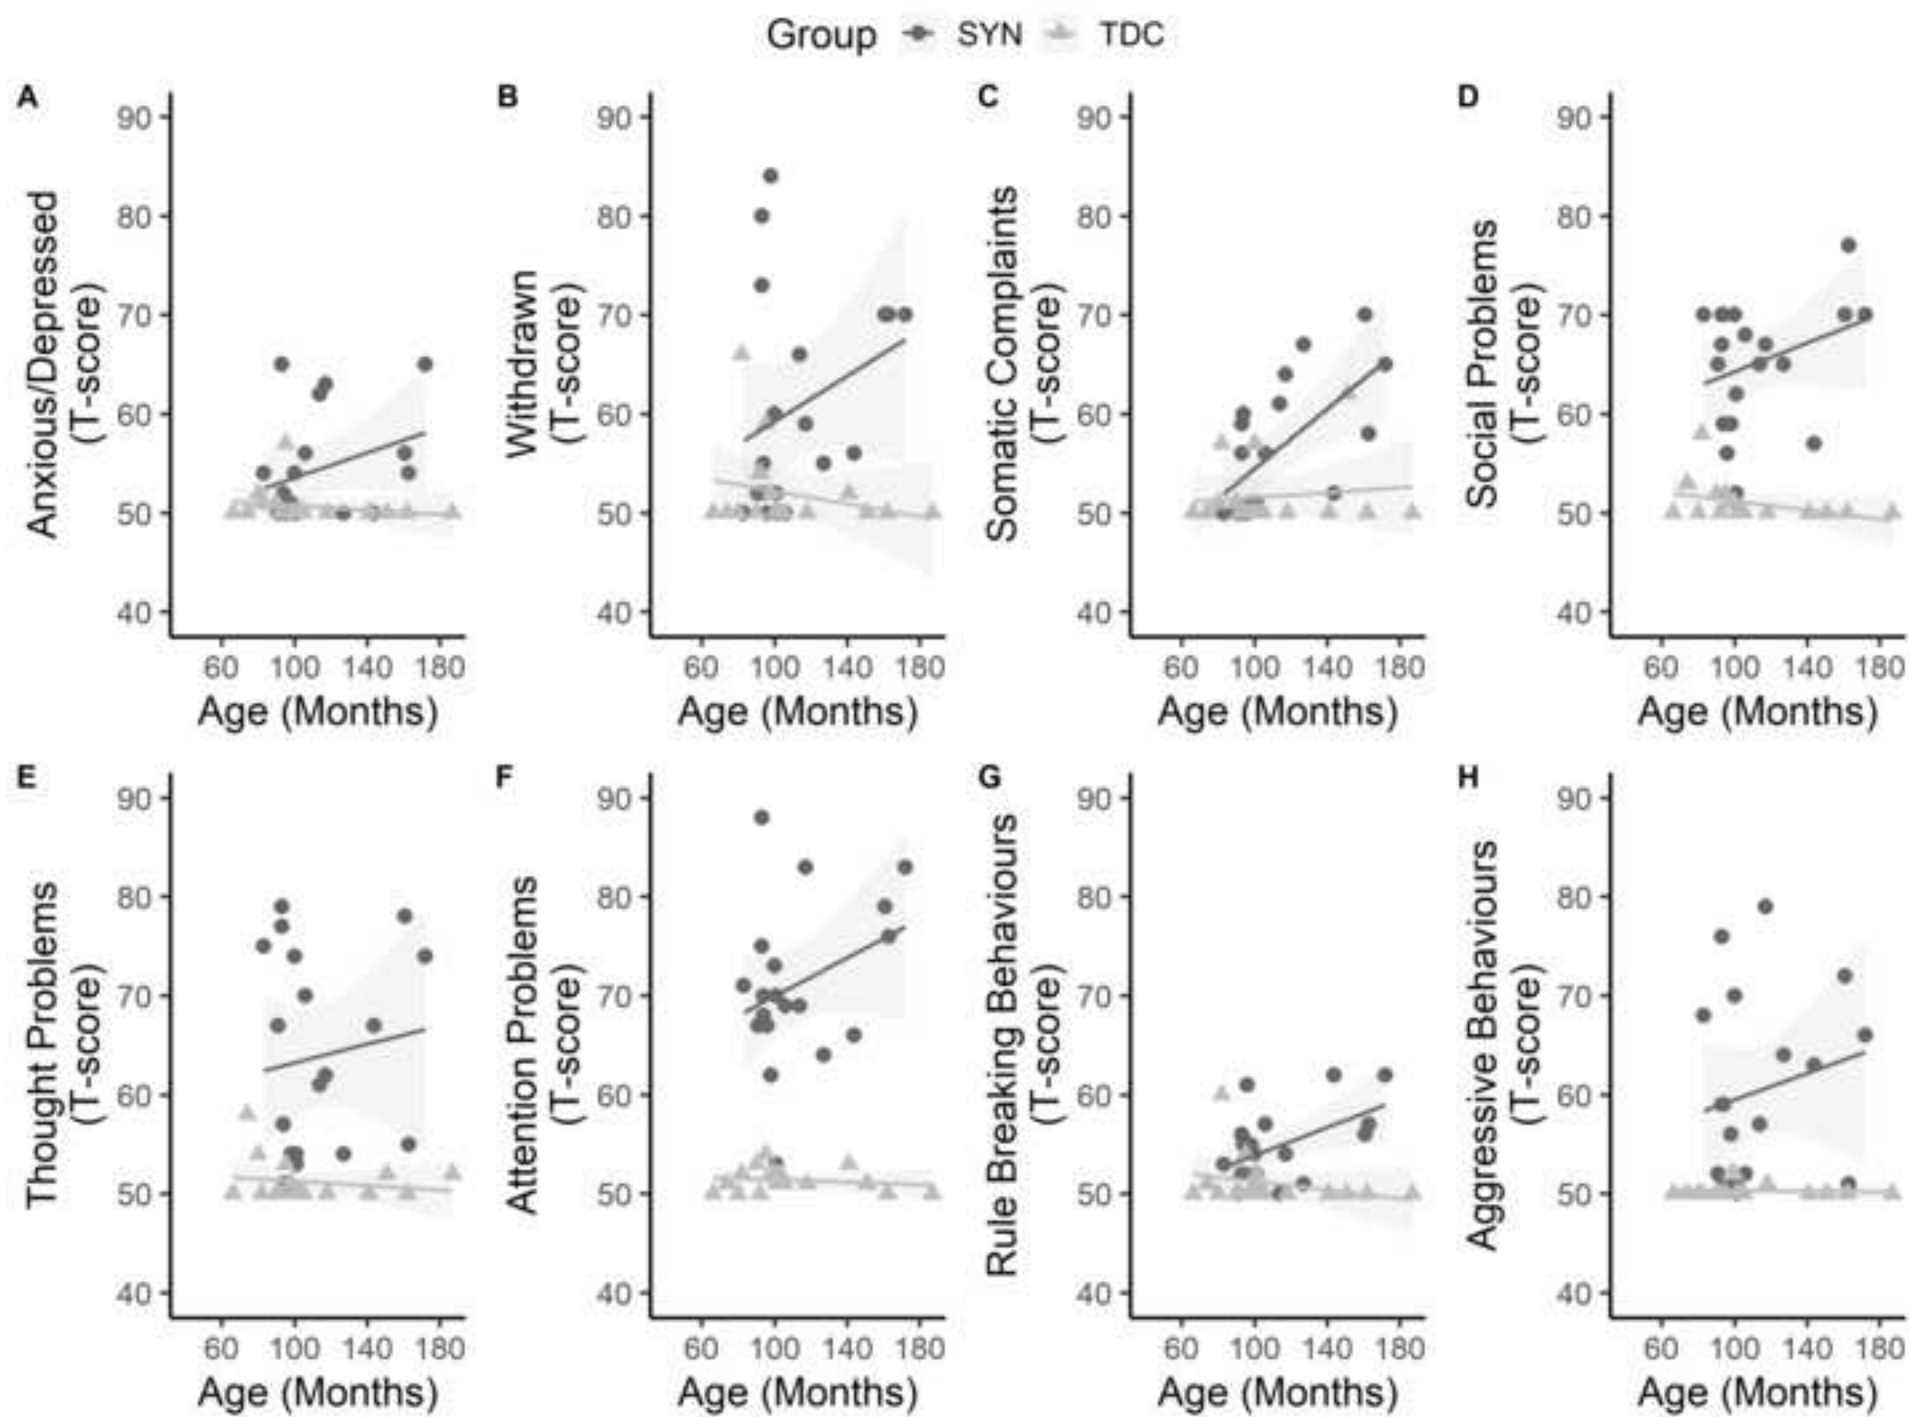 Group SYN TDC
A
Anxious/Depressed
(T-score)
90
80
70
60
50
40
60 100 140 180
Age (Months)
B
Withdrawn
(T-score)
90
80
70
60
50
40
60 100 140 180
Age (Months)
C
Somatic Complaints
(T-score)
90
80
70
60
50
40
60 100 140 180
Age (Months)
D
Social Problems
(T-score)
90
80
70
60
50
40
60 100 140 180
Age (Months)
E
Thought Problems
(T-score)
90
80
70
60
50
40
60 100 140 180
Age (Months)
F
Attention Problems
(T-score)
90
80
70
60
50
40
60 100 140 180
Age (Months)
G
Rule Breaking Behaviours
(T-score)
90
80
70
60
50
40
60 100 140 180
Age (Months)
H
Aggressive Behaviours
(T-score)
90
80
70
60
50
40
60 100 140 180
Age (Months)